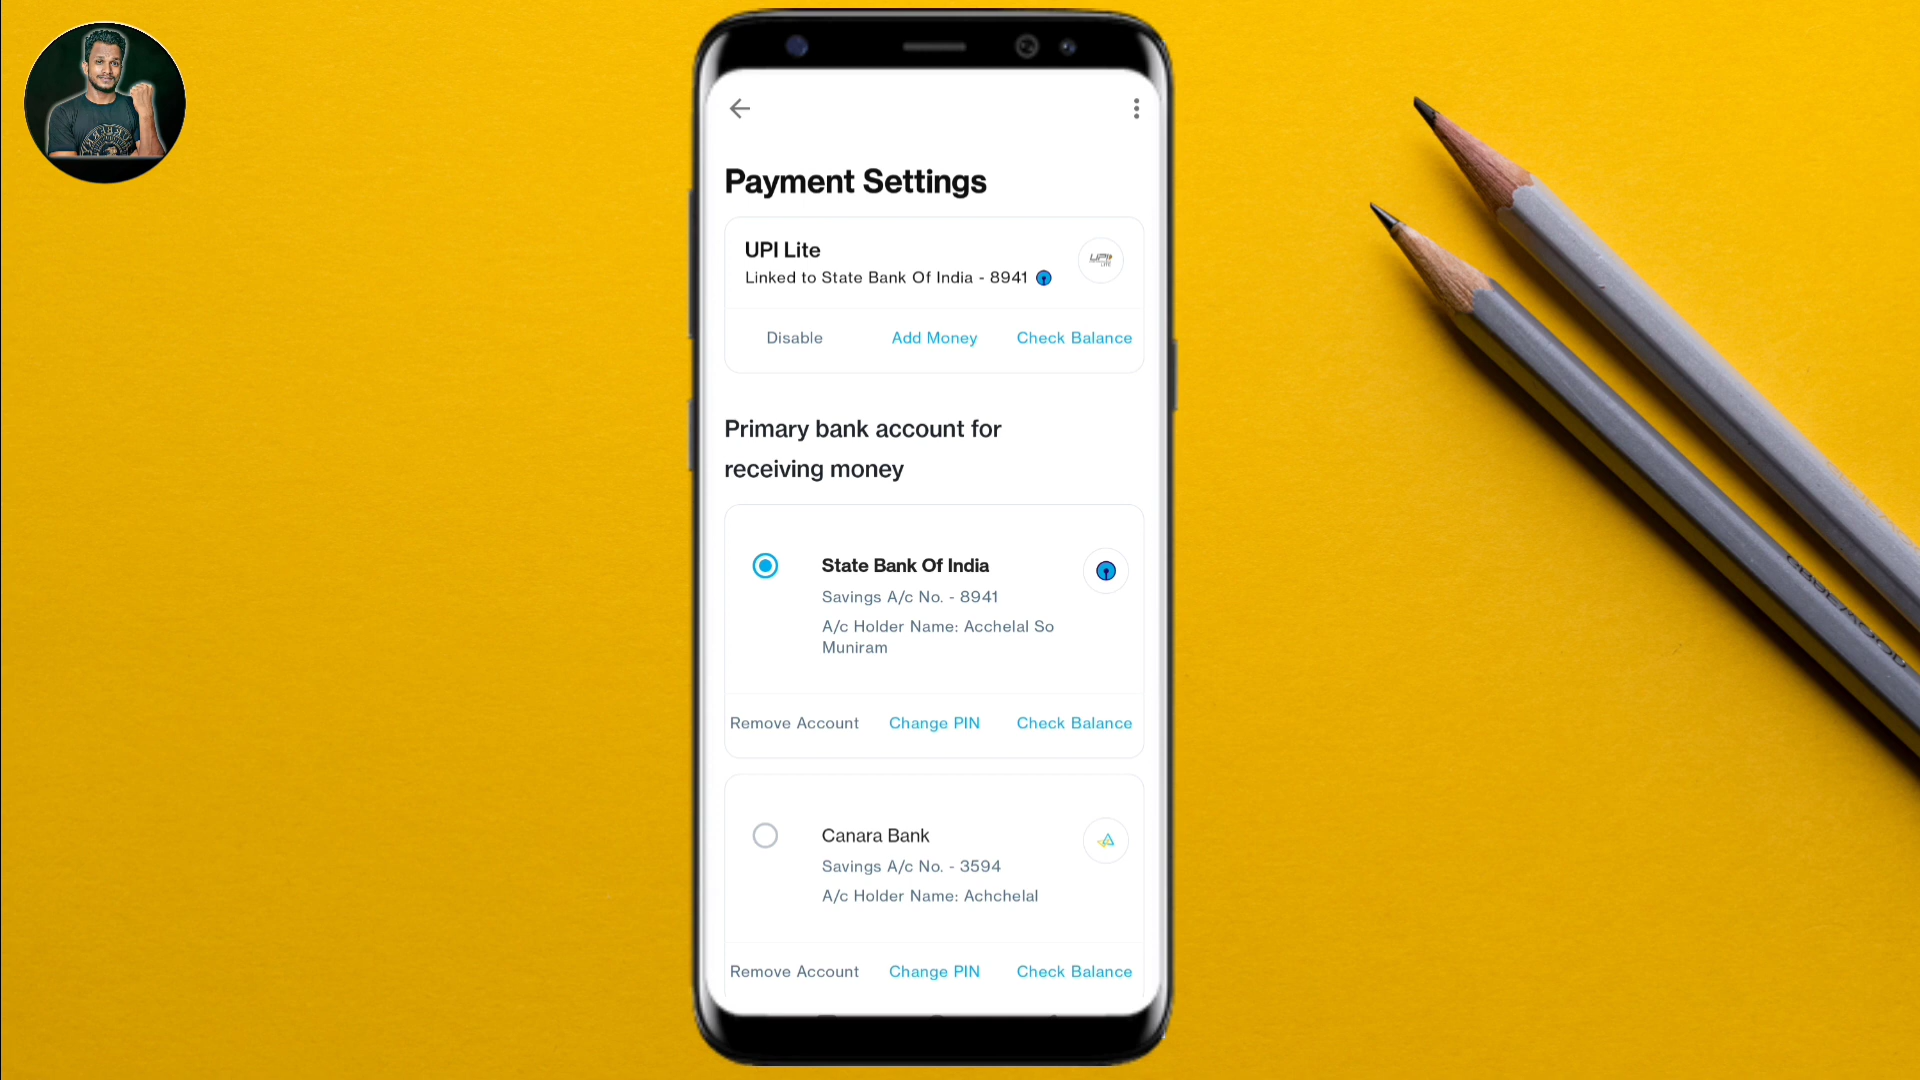 Payment Settings
UPI Lite
Linked to State Bank Of India - 8941
UPI
LITE
Disable
Add Money
Check Balance
Primary bank account for
receiving money
State Bank Of India
Savings A/c No. - 8941
A/c Holder Name: Acchelal So
Muniram
Remove Account
Change PIN
Check Balance
Canara Bank
Savings A/c No. - 3594
A/c Holder Name: Achchelal
Remove Account
Change PIN
Check Balance